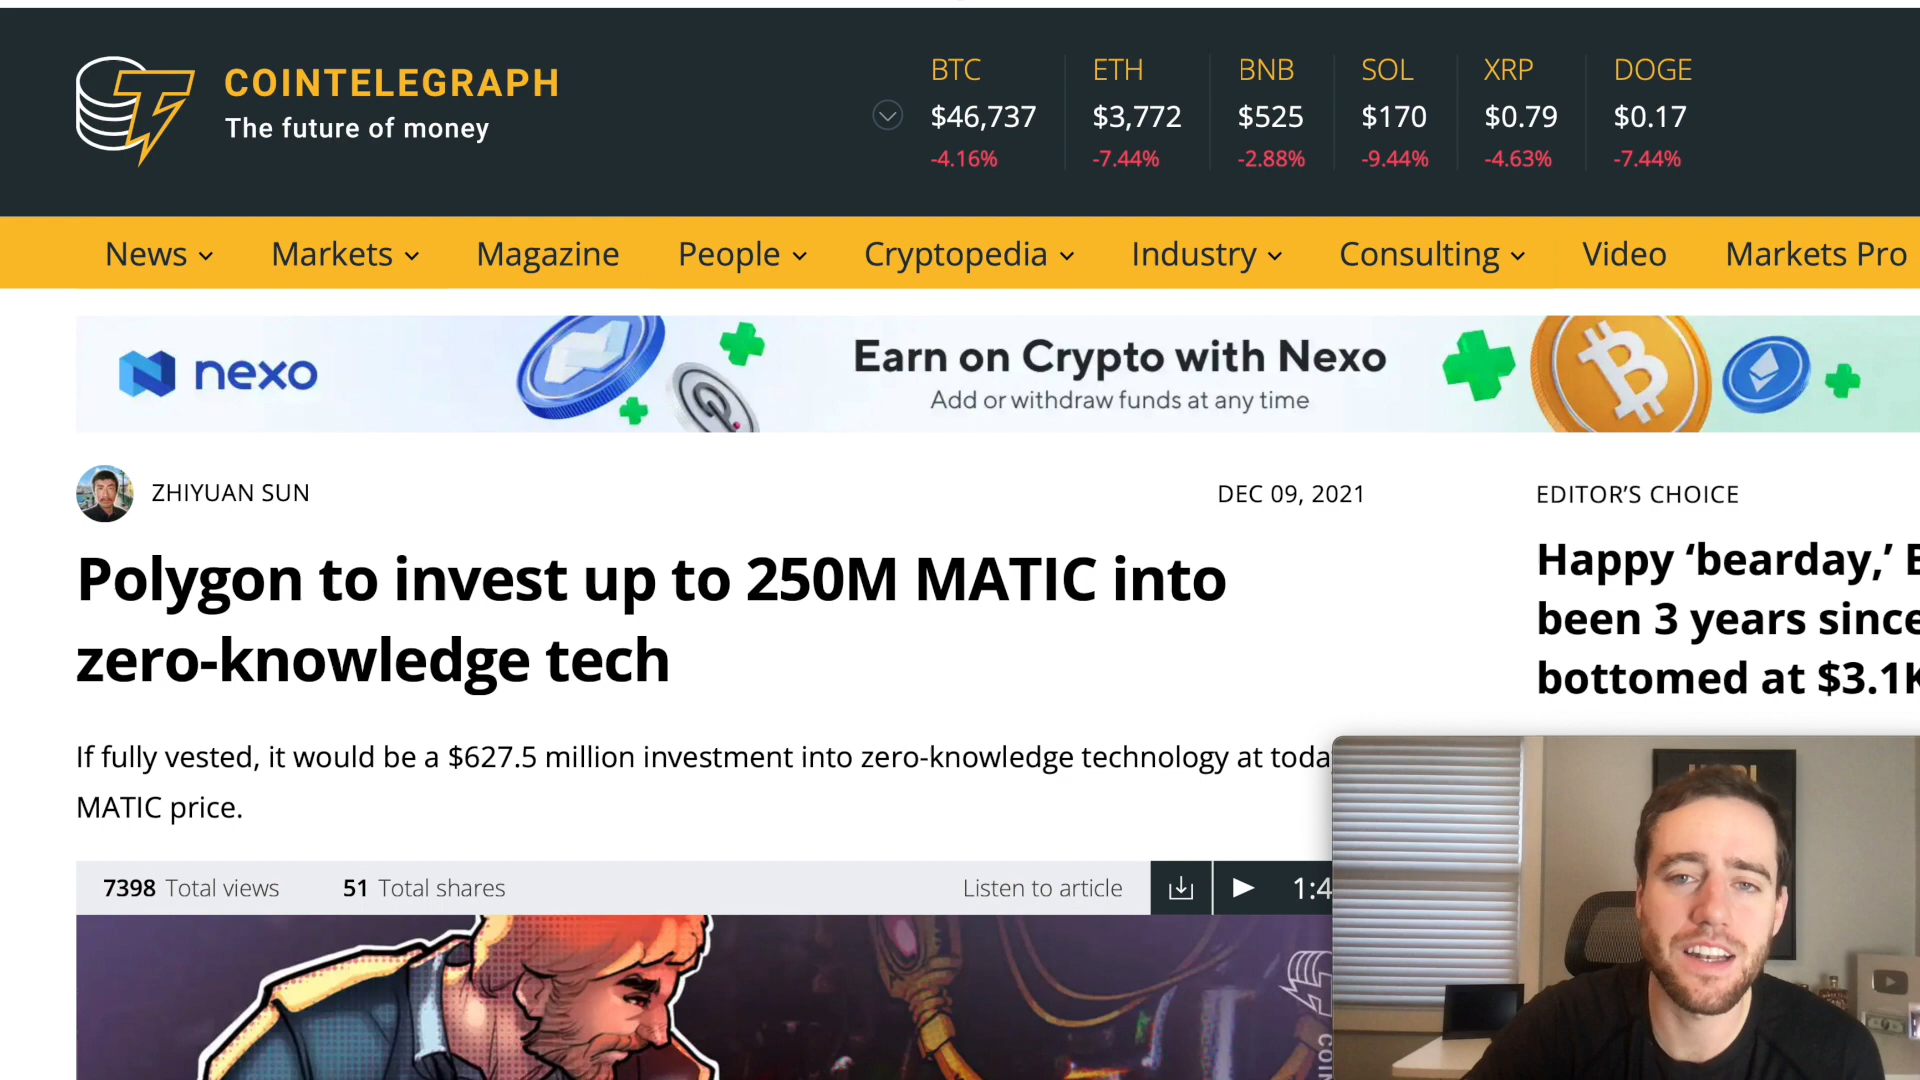 COINTELEGRAPH
The future of money
BTC ETH BNB SOL XRP DOGE
$46,737 $3,772 $525 $170 $0.79 $0.17
-4.16% -7.44% -2.88% -9.44% -4.63% -7.44%
News Markets Magazine People Cryptopedia Industry Consulting Video Markets Pro
nexo
Earn on Crypto with Nexo
Add or withdraw funds at any time
ZHIYUAN SUN
DEC 09, 2021
Polygon to invest up to 250M MATIC into
zero-knowledge tech
If fully vested, it would be a $627.5 million investment into zero-knowledge technology at toda
MATIC price.
7398 Total views 51 Total shares Listen to article 1:4
EDITOR'S CHOICE
Happy ‘bearday,’
been 3 years since
bottomed at $3.1K